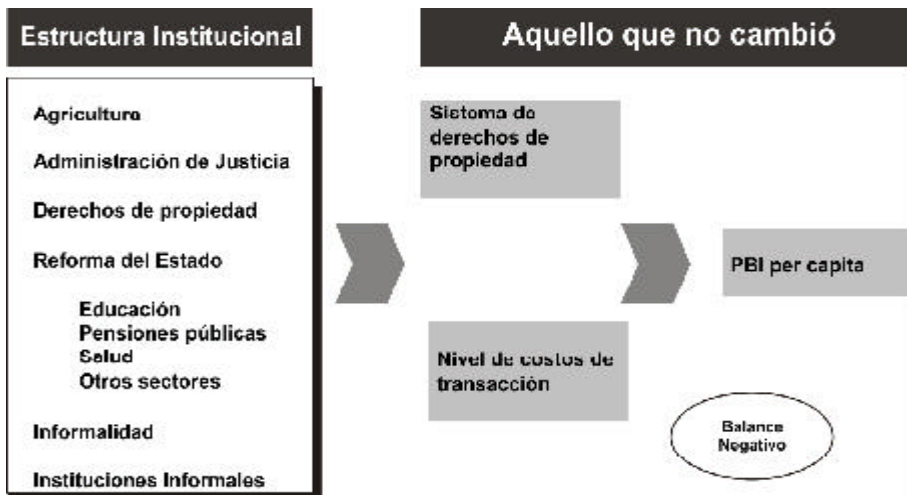 Estructura Institucional
Aquello que no cambió
Agricultura
Administración de Justicia
Derechos de propiedad
Reforma del Estado
Educación
Pensiones públicas
Salud
Otros sectores
Informalidad
Instituciones Informales
Sistema de
derechos de
propiedad
Nivel de costos de
transacción
PBI per capita
Balance
Negativo